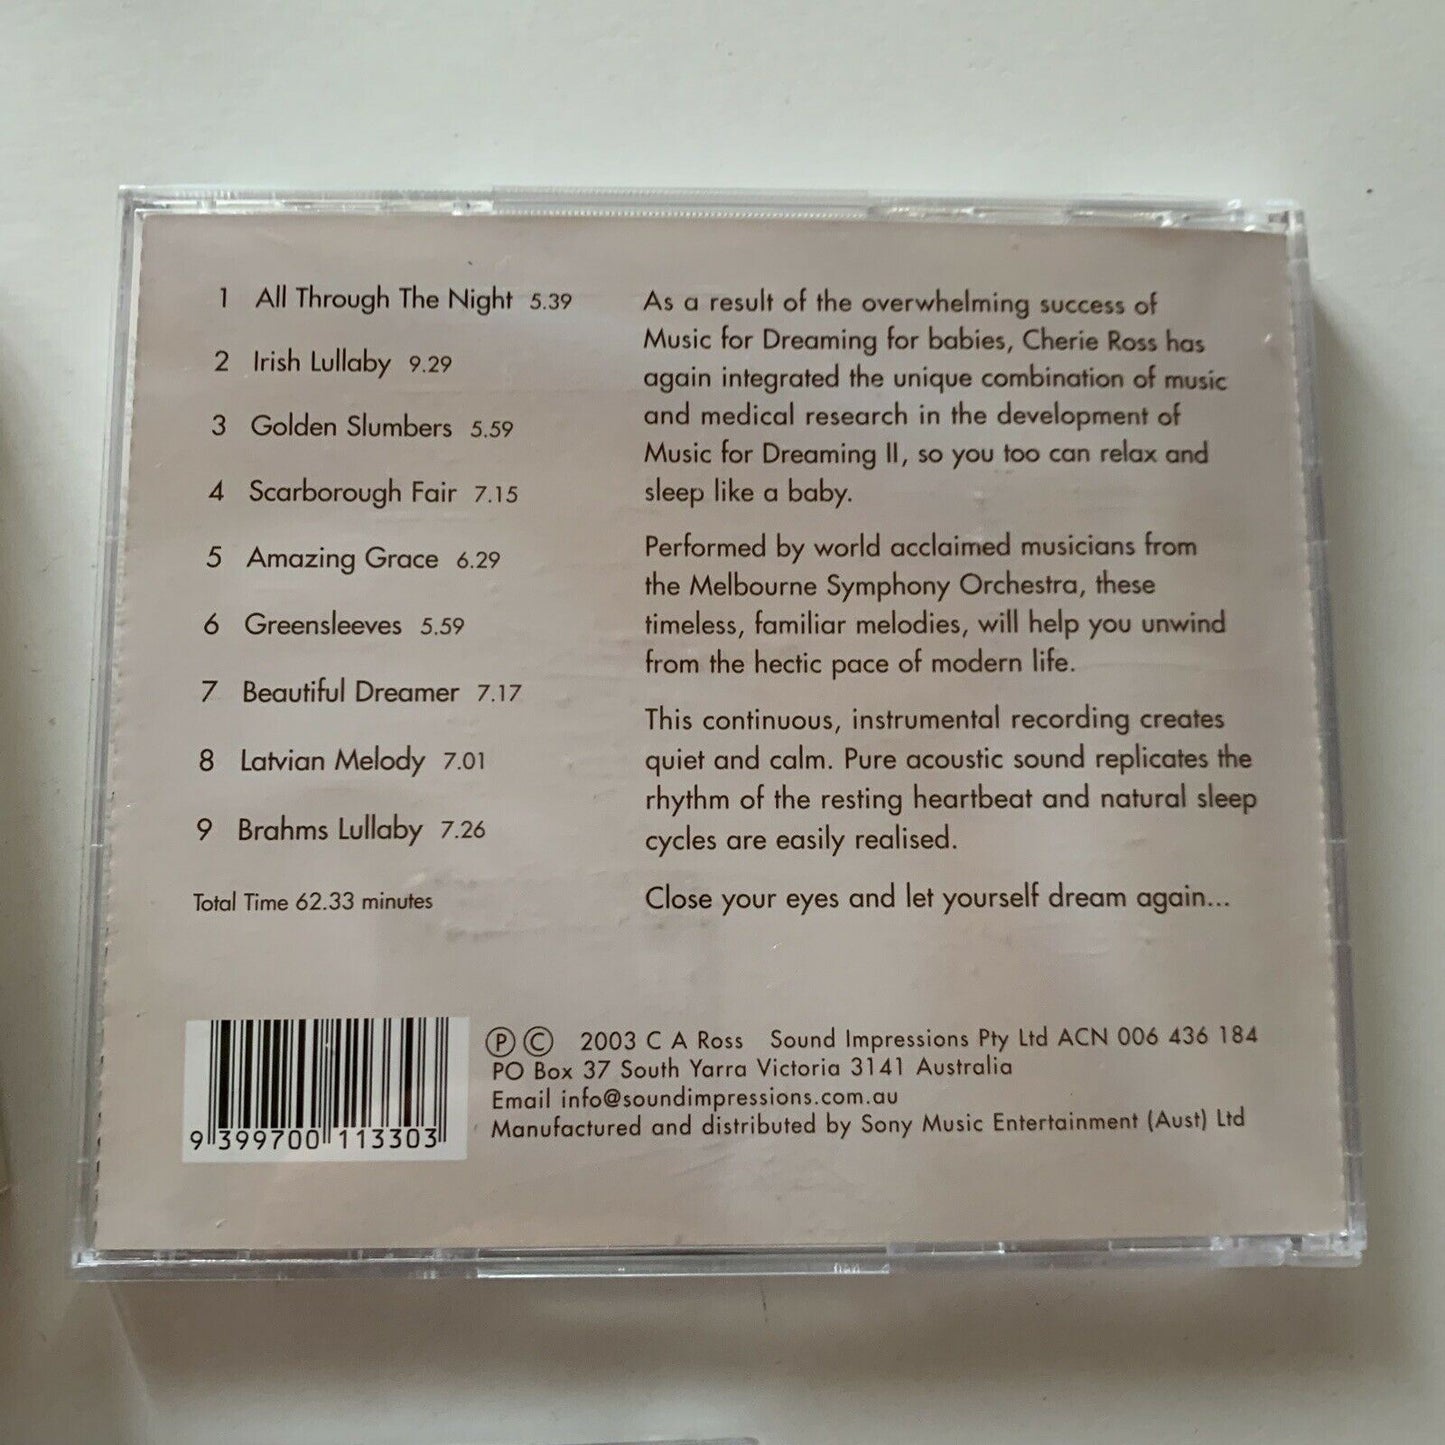 1 All Through The Night 5.39
2 Irish Lullaby 9.29
3 Golden Slumbers 5.59
4 Scarborough Fair 7.15
5 Amazing Grace 6.29
6 Greensleeves 5.59
7 Beautiful Dreamer 7.17
8 Latvian Melody 7.01
9 Brahms Lullaby 7.26
Total Time 62.33 minutes
As a result of the overwhelming success of
Music for Dreaming for babies, Cherie Ross has
again integrated the unique combination of music
and medical research in the development of
Music for Dreaming II, so you too can relax and
sleep like a baby.
Performed by world acclaimed musicians from
the Melbourne Symphony Orchestra, these
timeless, familiar melodies, will help you unwind
from the hectic pace of modern life.
This continuous, instrumental recording creates
quiet and calm. Pure acoustic sound replicates the
rhythm of the resting heartbeat and natural sleep
cycles are easily realised.
Close your eyes and let yourself dream again...
9 399700 113303
℗ © 2003 C A Ross Sound Impressions Pty Ltd ACN 006 436 184
PO Box 37 South Yarra Victoria 3141 Australia
Email info@soundimpressions.com.au
Manufactured and distributed by Sony Music Entertainment (Aust) Ltd